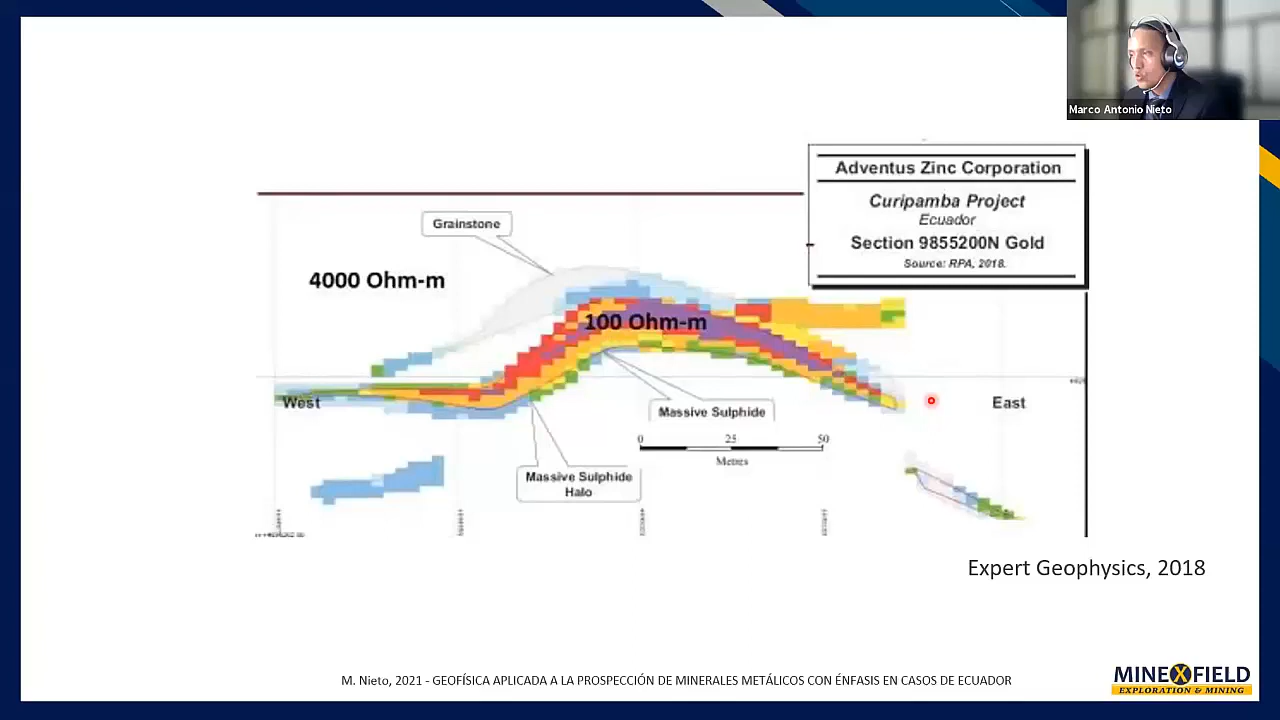 Marco Antonio Nieto
Adventus Zinc Corporation
Curipamba Project
Ecuador
Section 9855200N Gold
Source: RPA, 2018.
Grainstone
4000 Ohm-m
100 Ohm-m
West
East
Massive Sulphide
0 25 50
Metres
Massive Sulphide
Halo
Expert Geophysics, 2018
M. Nieto, 2021 - GEOFÍSICA APLICADA A LA PROSPECCIÓN DE MINERALES METÁLICOS CON ÉNFASIS EN CASOS DE ECUADOR
MINEXFIELD
EXPLORATION & MINING